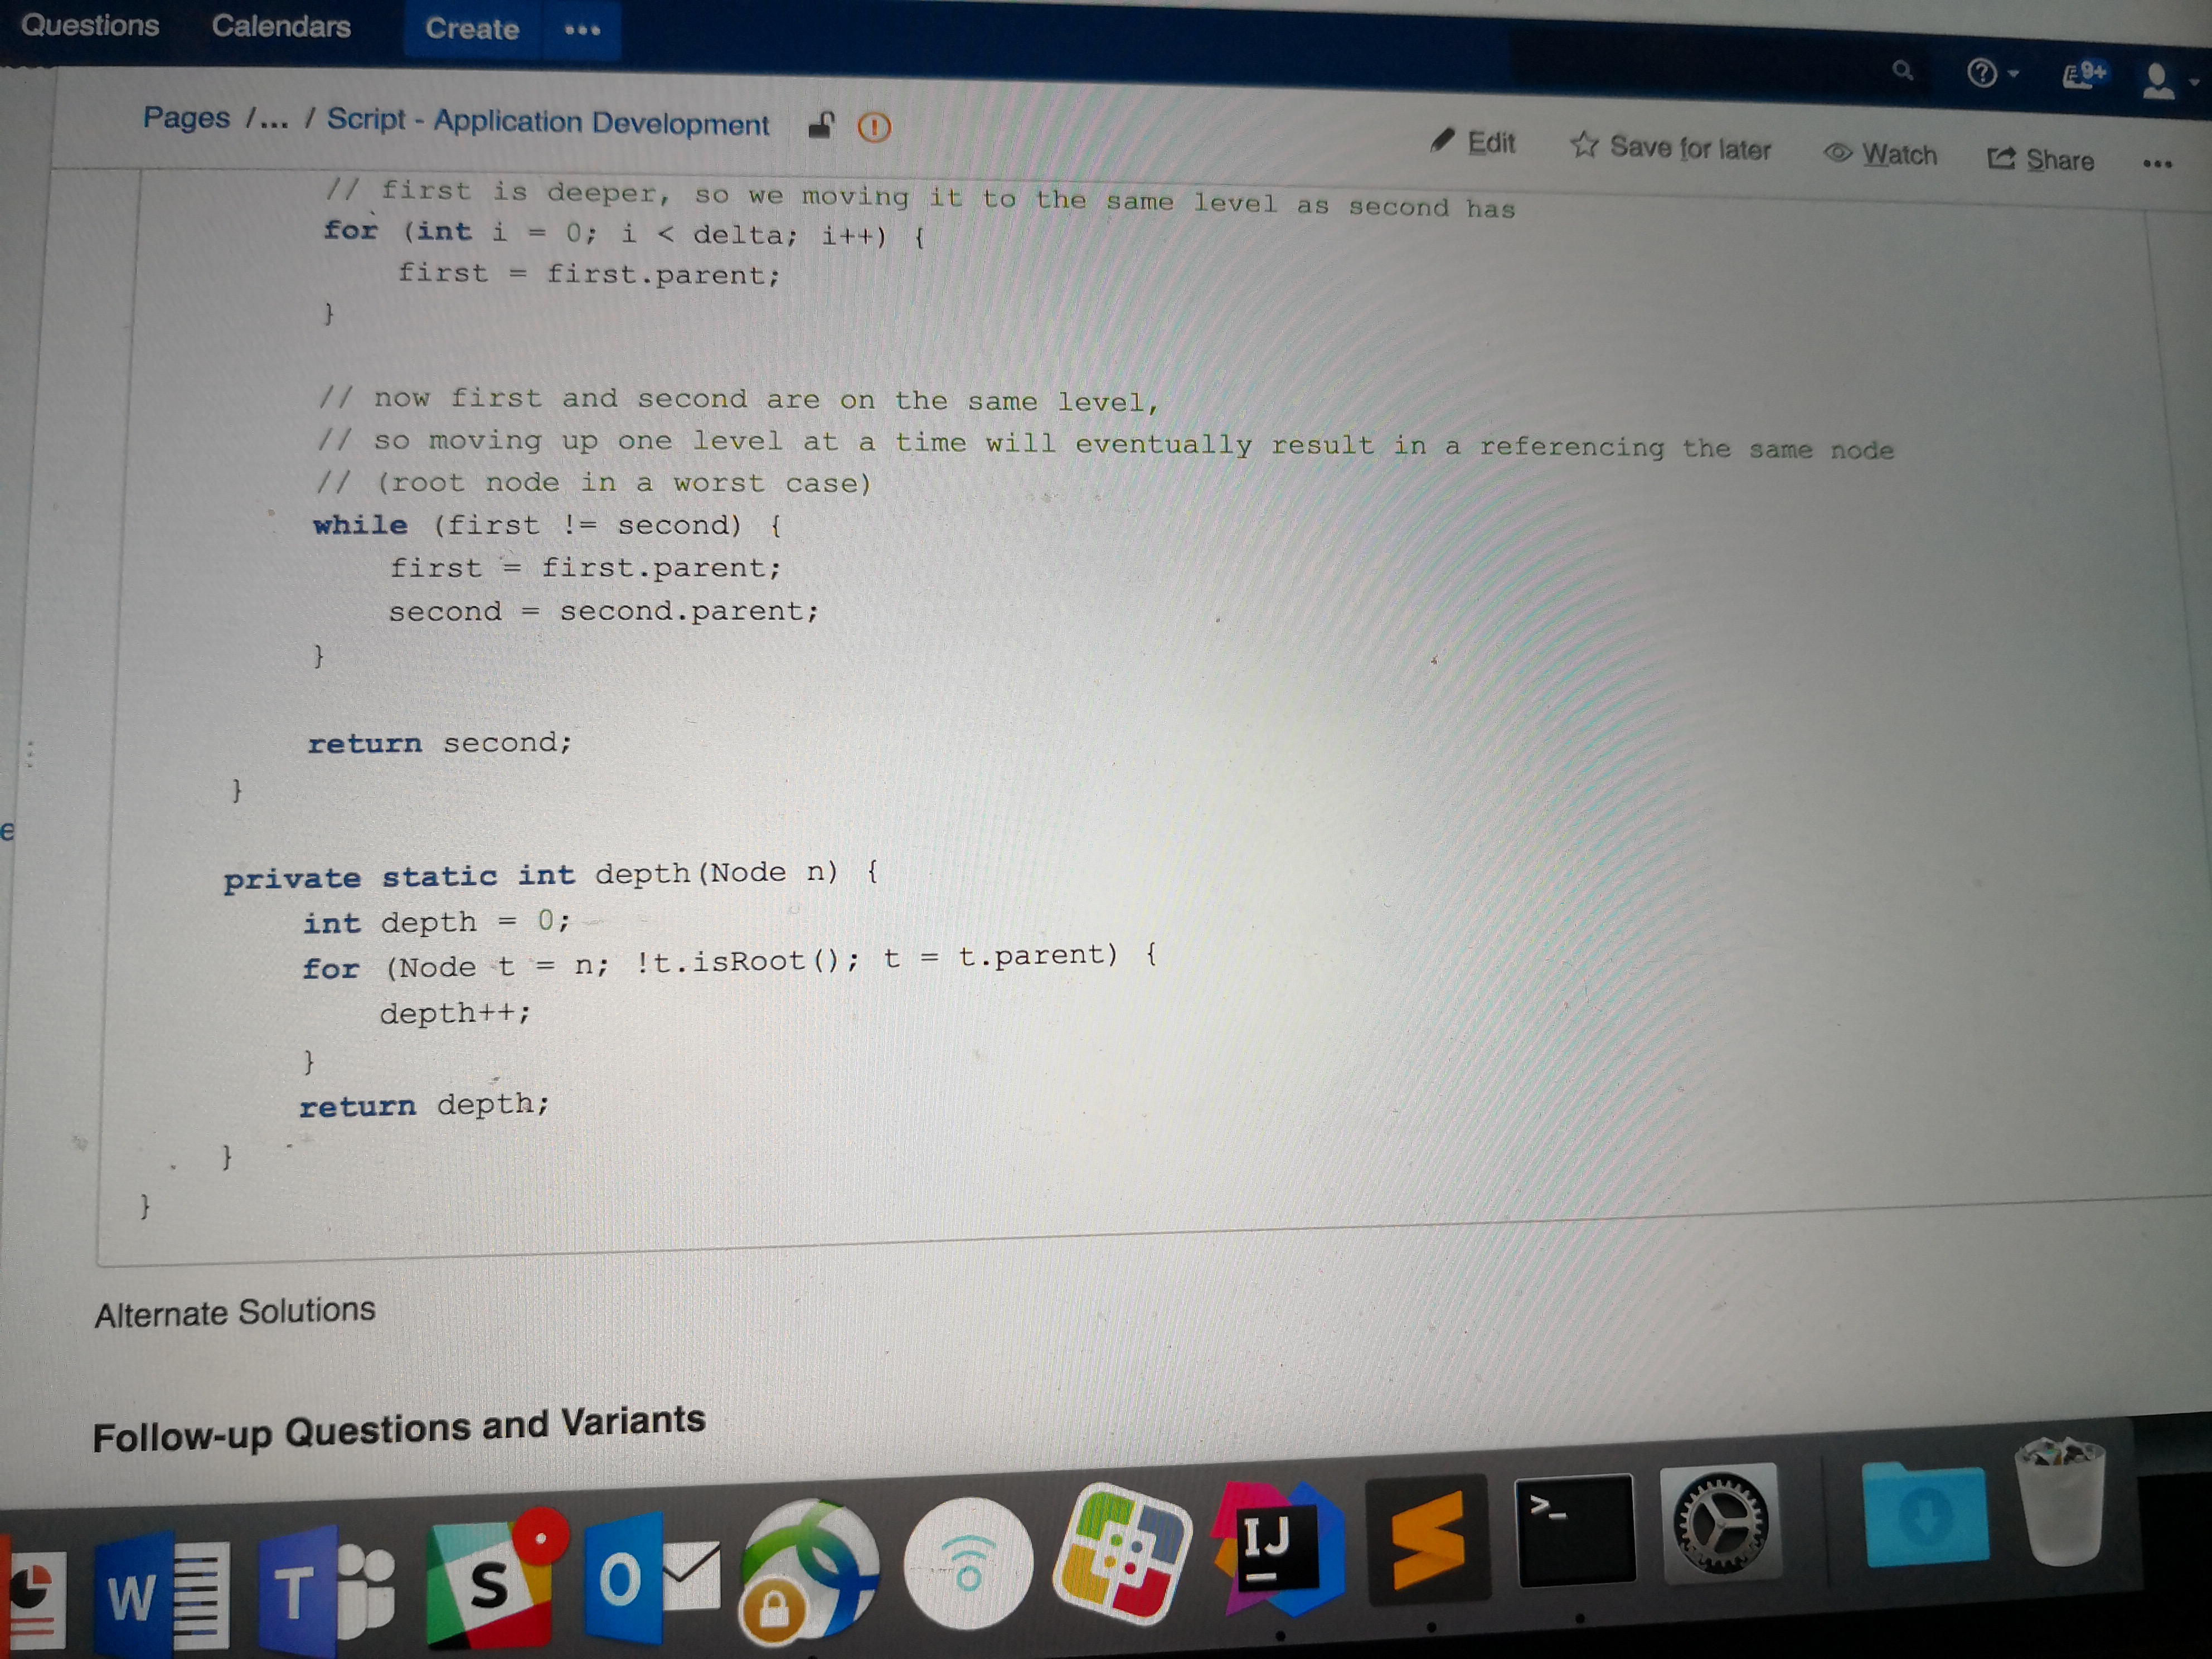 Questions Calendars Create •••
9+
Pages /... / Script - Application Development
Edit Save for later Watch Share •••
// first is deeper, so we moving it to the same level as second has
for (int i = 0; i < delta; i++) {
first = first.parent;
}
// now first and second are on the same level,
// so moving up one level at a time will eventually result in a referencing the same node
// (root node in a worst case)
while (first != second) {
first = first.parent;
second = second.parent;
}
return second;
}
e
private static int depth(Node n) {
int depth = 0;
for (Node t = n; !t.isRoot(); t = t.parent) {
depth++;
}
return depth;
}
}
Alternate Solutions
Follow-up Questions and Variants
W T S O IJ >_